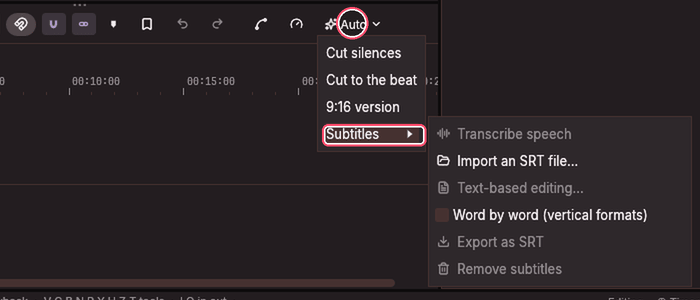 Auto
00:10:00
00:15:00
Cut silences
Cut to the beat
9:16 version
Subtitles
Transcribe speech
Import an SRT file...
Text-based editing...
Word by word (vertical formats)
Export as SRT
Remove subtitles